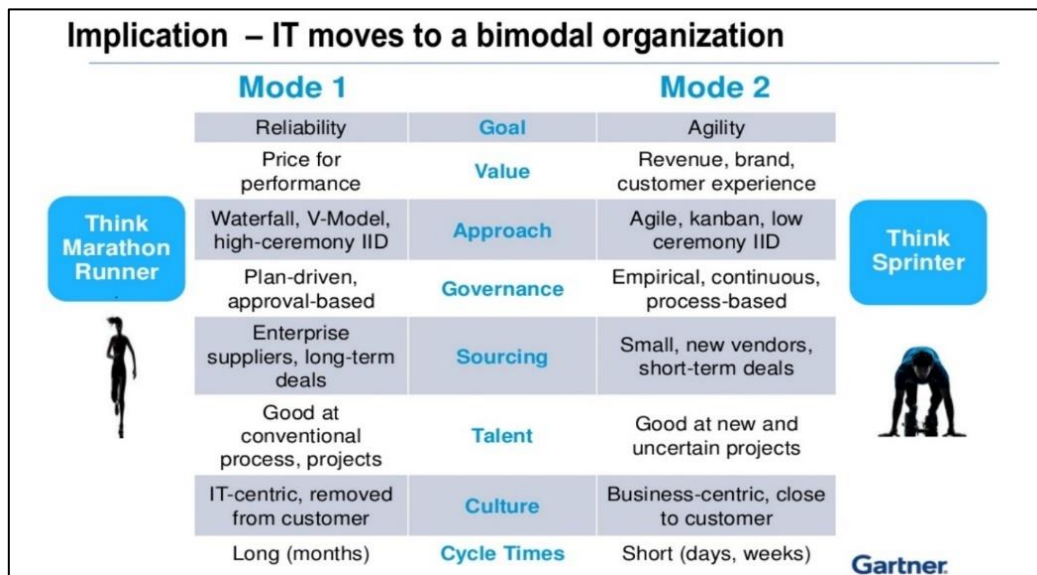 Implication – IT moves to a bimodal organization
Mode 1
Mode 2
Reliability
Goal
Agility
Price for
performance
Value
Revenue, brand,
customer experience
Think
Marathon
Runner
Waterfall, V-Model,
high-ceremony IID
Approach
Agile, kanban, low
ceremony IID
Think
Sprinter
Plan-driven,
approval-based
Governance
Empirical, continuous,
process-based
Enterprise
suppliers, long-term
deals
Sourcing
Small, new vendors,
short-term deals
Good at
conventional
process, projects
Talent
Good at new and
uncertain projects
IT-centric, removed
from customer
Culture
Business-centric, close
to customer
Long (months)
Cycle Times
Short (days, weeks)
Gartner